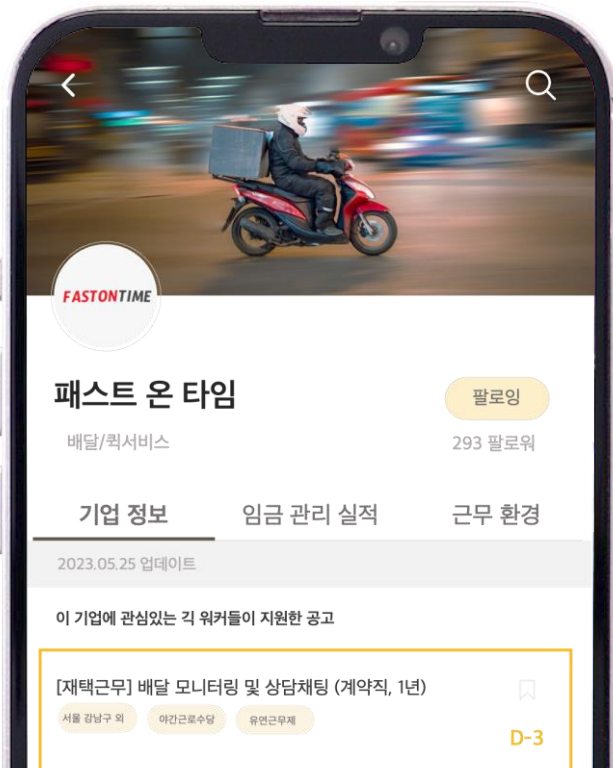 FASTONTIME
패스트 온 타임
팔로잉
배달/퀵서비스
293 팔로워
기업 정보
임금 관리 실적
근무 환경
2023.05.25 업데이트
이 기업에 관심있는 긱 워커들이 지원한 공고
[재택근무] 배달 모니터링 및 상담채팅 (계약직, 1년)
서울 강남구 외
야간근로수당
유연근무제
D-3